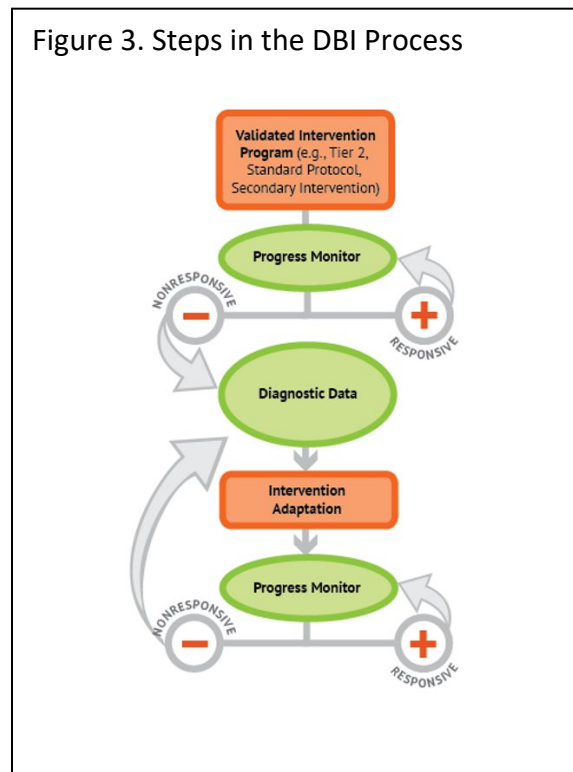 Figure 3. Steps in the DBI Process
Validated Intervention
Program (e.g., Tier 2,
Standard Protocol,
Secondary Intervention)
Progress Monitor
NONRESPONSIVE
−
+
RESPONSIVE
Diagnostic Data
Intervention
Adaptation
Progress Monitor
NONRESPONSIVE
−
+
RESPONSIVE